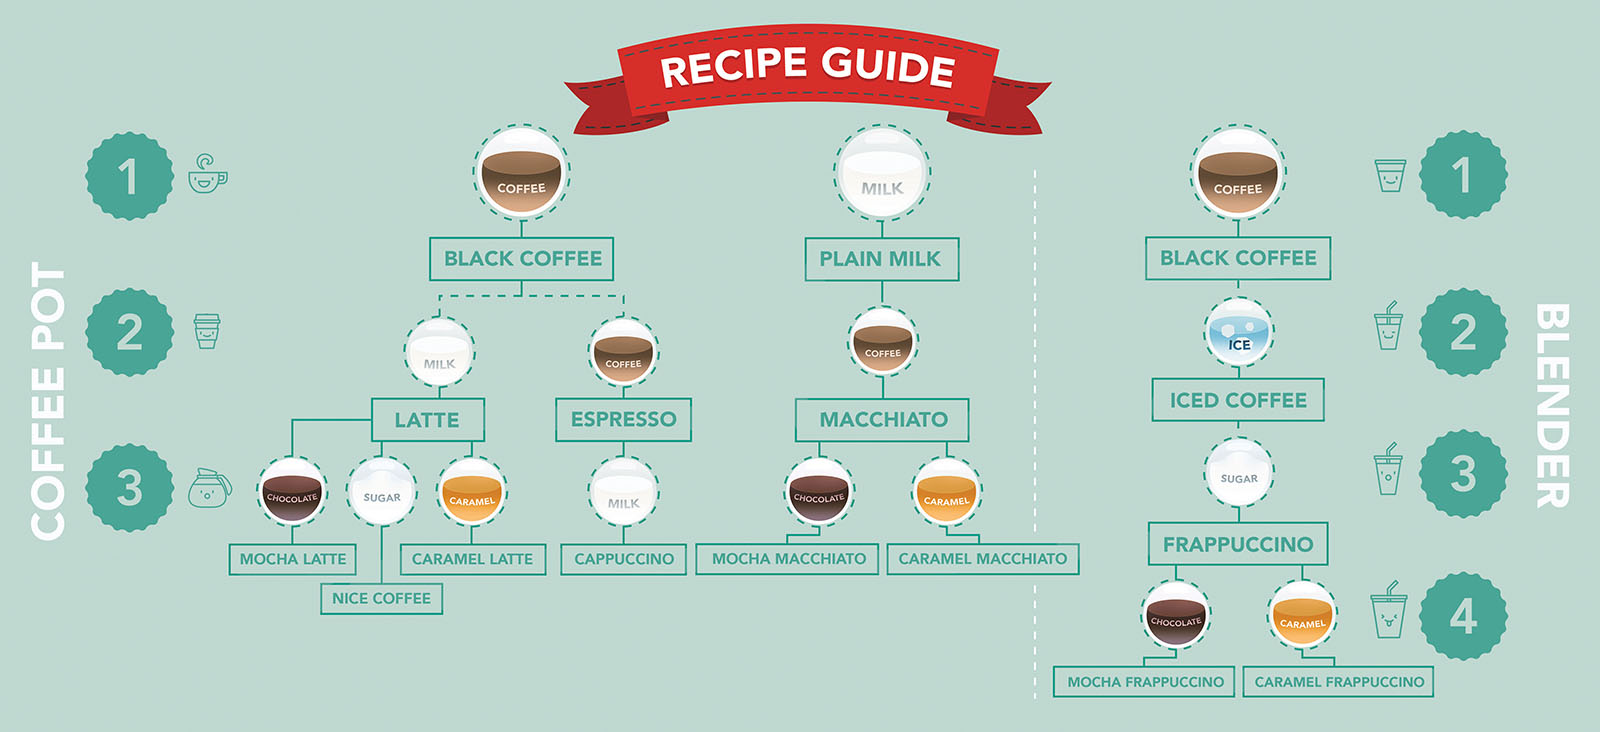 RECIPE GUIDE
COFFEE POT
1
2
3
COFFEE
BLACK COFFEE
MILK
LATTE
CHOCOLATE
MOCHA LATTE
SUGAR
NICE COFFEE
CARAMEL
CARAMEL LATTE
COFFEE
ESPRESSO
MILK
CAPPUCCINO
MILK
PLAIN MILK
COFFEE
MACCHIATO
CHOCOLATE
MOCHA MACCHIATO
CARAMEL
CARAMEL MACCHIATO
BLENDER
1
2
3
4
COFFEE
BLACK COFFEE
ICE
ICED COFFEE
SUGAR
FRAPPUCCINO
CHOCOLATE
MOCHA FRAPPUCCINO
CARAMEL
CARAMEL FRAPPUCCINO